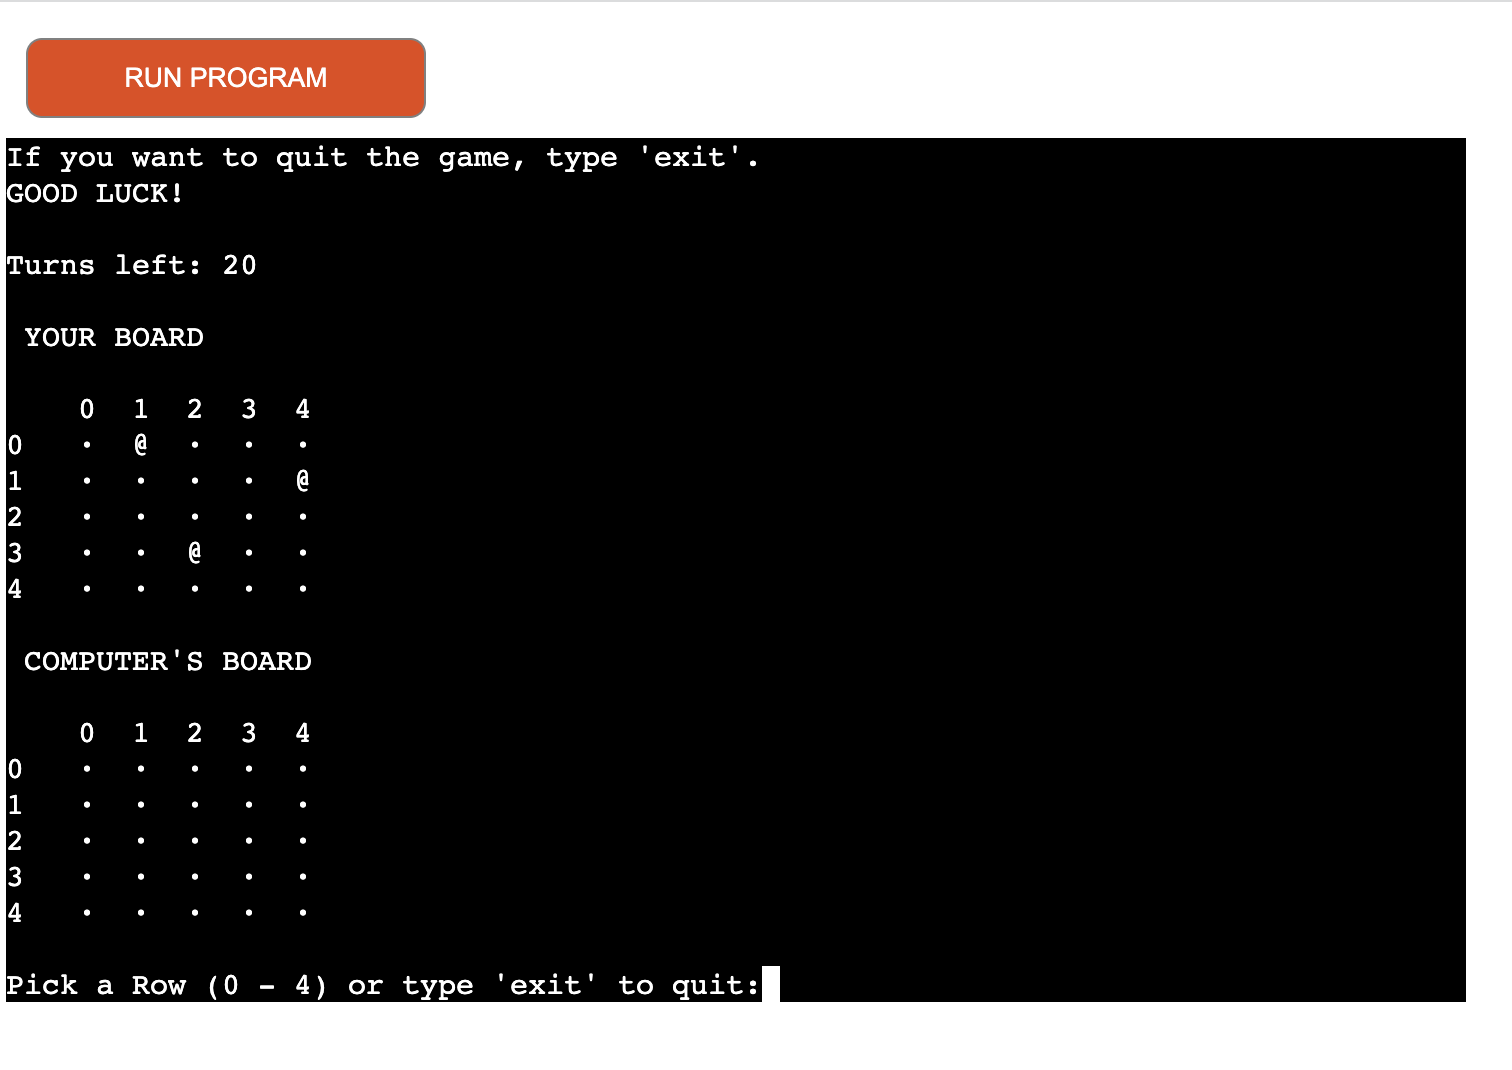 RUN PROGRAM
If you want to quit the game, type 'exit'.
GOOD LUCK!
Turns left: 20
YOUR BOARD
0 1 2 3 4
0 . @ . . .
1 . . . . @
2 . . . . .
3 . . @ . .
4 . . . . .
COMPUTER'S BOARD
0 1 2 3 4
0 . . . . .
1 . . . . .
2 . . . . .
3 . . . . .
4 . . . . .
Pick a Row (0 - 4) or type 'exit' to quit: